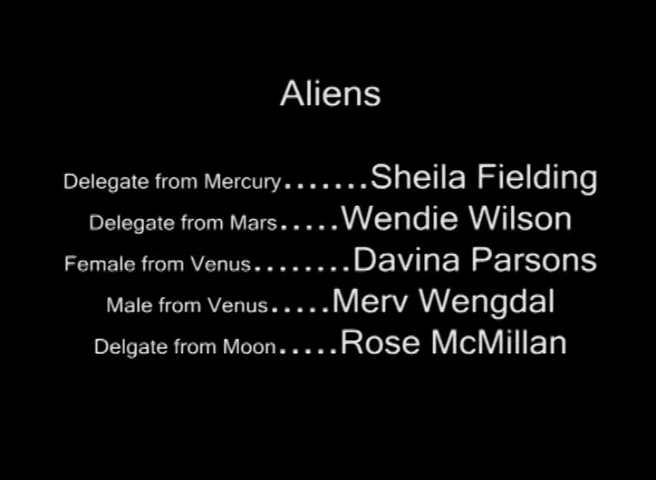 Aliens
Delegate from Mercury.......Sheila Fielding
Delegate from Mars.....Wendie Wilson
Female from Venus........Davina Parsons
Male from Venus.....Merv Wengdal
Delgate from Moon.....Rose McMillan